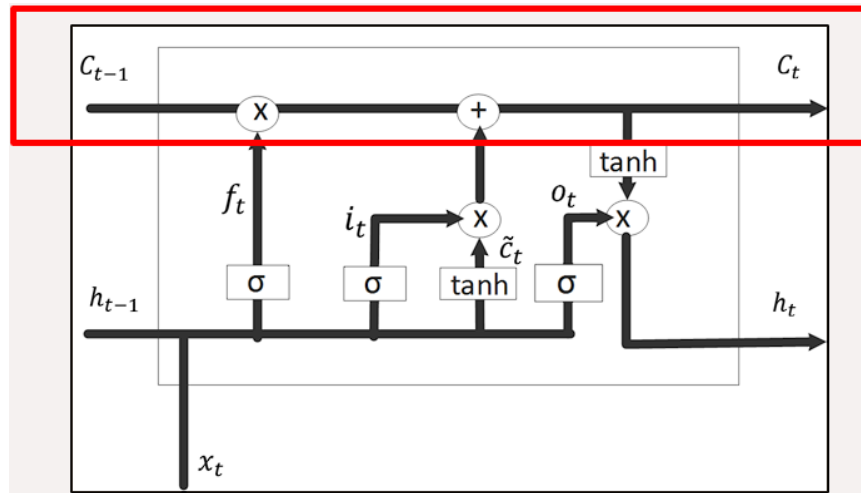 C_{t-1} C_t
x +
tanh
f_t i_t x o_t x
c̃_t
σ σ tanh σ
h_{t-1} h_t
x_t